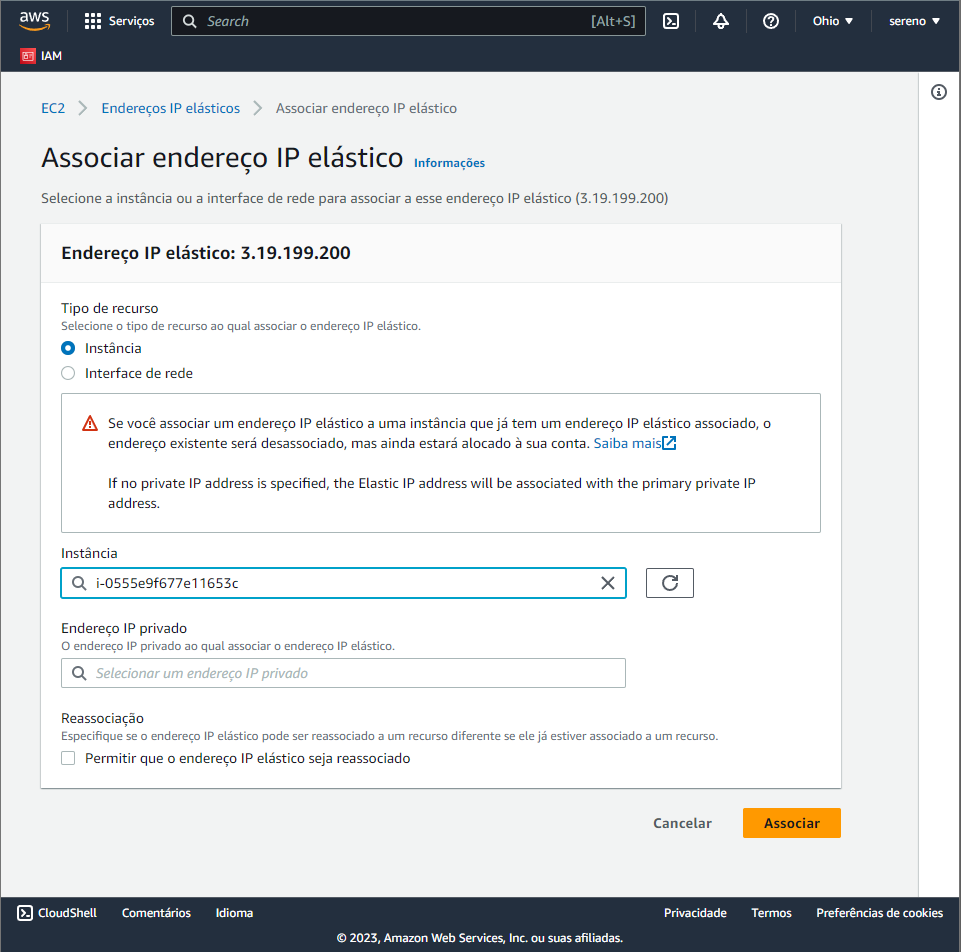 aws Serviços Search [Alt+S] Ohio sereno
IAM
EC2 Endereços IP elásticos Associar endereço IP elástico
Associar endereço IP elástico Informações
Selecione a instância ou a interface de rede para associar a esse endereço IP elástico (3.19.199.200)
Endereço IP elástico: 3.19.199.200
Tipo de recurso
Selecione o tipo de recurso ao qual associar o endereço IP elástico.
Instância
Interface de rede
Se você associar um endereço IP elástico a uma instância que já tem um endereço IP elástico associado, o
endereço existente será desassociado, mas ainda estará alocado à sua conta. Saiba mais
If no private IP address is specified, the Elastic IP address will be associated with the primary private IP
address.
Instância
i-0555e9f677e11653c
Endereço IP privado
O endereço IP privado ao qual associar o endereço IP elástico.
Selecionar um endereço IP privado
Reassociação
Especifique se o endereço IP elástico pode ser reassociado a um recurso diferente se ele já estiver associado a um recurso.
Permitir que o endereço IP elástico seja reassociado
Cancelar Associar
CloudShell Comentários Idioma Privacidade Termos Preferências de cookies
© 2023, Amazon Web Services, Inc. ou suas afiliadas.